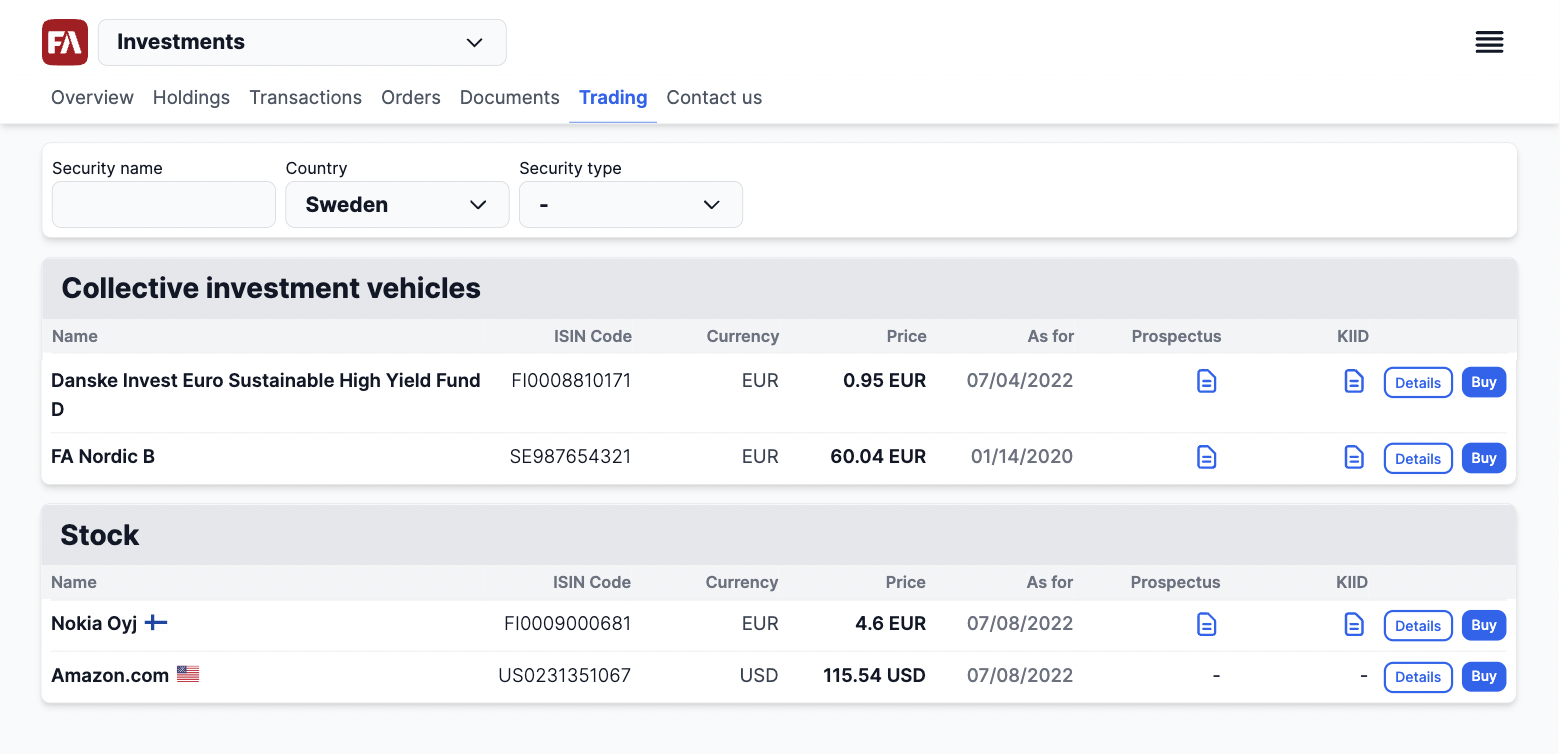 FA Investments
Overview Holdings Transactions Orders Documents Trading Contact us
Security name Country Security type
Sweden -
Collective investment vehicles
Name ISIN Code Currency Price As for Prospectus KIID
Danske Invest Euro Sustainable High Yield Fund FI0008810171 EUR 0.95 EUR 07/04/2022 Details Buy
D
FA Nordic B SE987654321 EUR 60.04 EUR 01/14/2020 Details Buy
Stock
Name ISIN Code Currency Price As for Prospectus KIID
Nokia Oyj FI0009000681 EUR 4.6 EUR 07/08/2022 Details Buy
Amazon.com US0231351067 USD 115.54 USD 07/08/2022 - - Details Buy